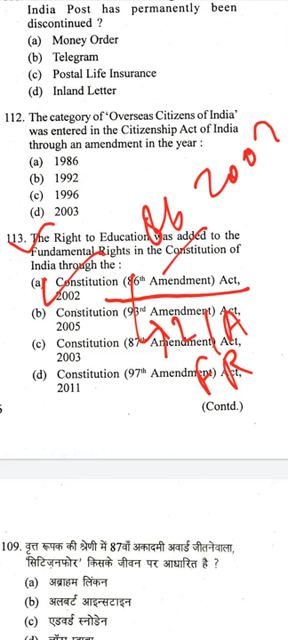 India Post has permanently been
discontinued ?
(a) Money Order
(b) Telegram
(c) Postal Life Insurance
(d) Inland Letter
112. The category of 'Overseas Citizens of India'
was entered in the Citizenship Act of India
through an amendment in the year :
(a) 1986
(b) 1992
(c) 1996
(d) 2003
86 2002
113. The Right to Education was added to the
Fundamental Rights in the Constitution of
India through the :
(a) Constitution (86th Amendment) Act,
2002
(b) Constitution (93rd Amendment) Act,
2005
21A
(c) Constitution (87th Amendment) Act,
2003
FR
(d) Constitution (97th Amendment) Act,
2011
(Contd.)
109. वृत्त रूपक की श्रेणी में 87वाँ अकादमी अवार्ड जीतनेवाला,
'सिटिज़नफोर' किसके जीवन पर आधारित है ?
(a) अब्राहम लिंकन
(b) अलबर्ट आइन्सटाइन
(c) एडवर्ड स्नोडेन